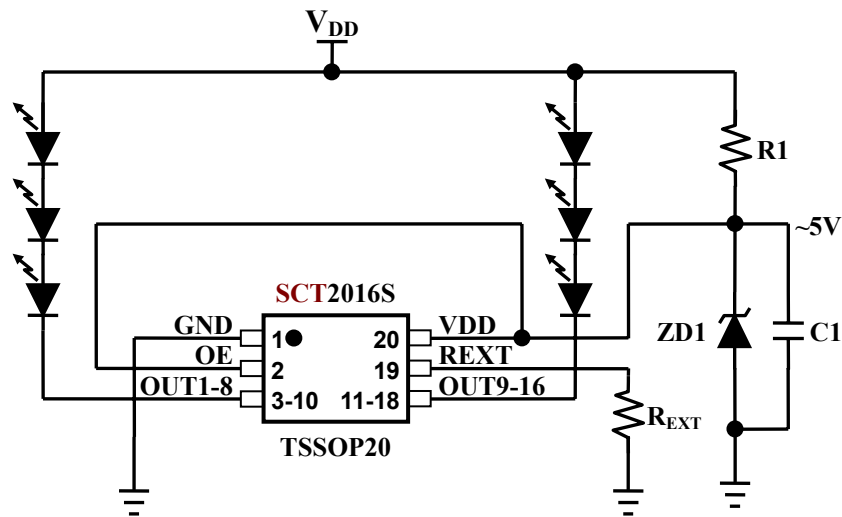 VDD
R1
~5V
SCT2016S
GND
1
20
VDD
ZD1
C1
OE
2
19
REXT
OUT1-8
3-10
11-18
OUT9-16
REXT
TSSOP20